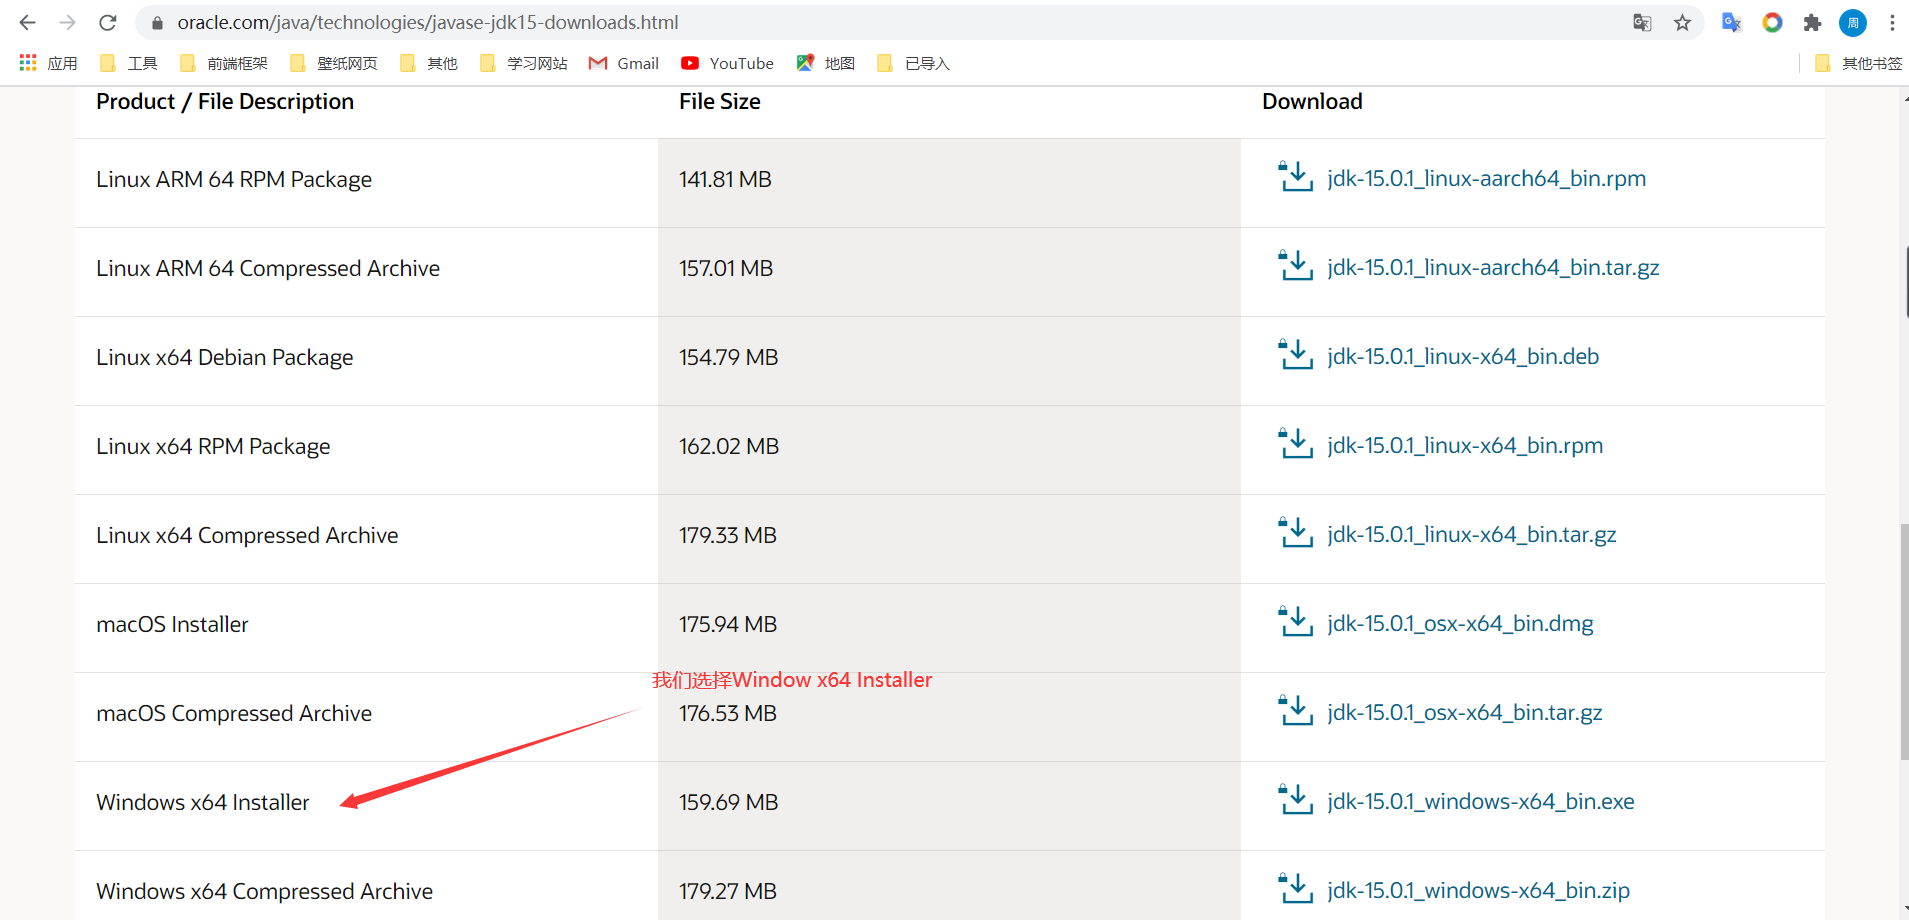 oracle.com/java/technologies/javase-jdk15-downloads.html
周
应用 工具 前端框架 壁纸网页 其他 学习网站 Gmail YouTube 地图 已导入 其他书签
Product / File Description File Size Download
Linux ARM 64 RPM Package 141.81 MB jdk-15.0.1_linux-aarch64_bin.rpm
Linux ARM 64 Compressed Archive 157.01 MB jdk-15.0.1_linux-aarch64_bin.tar.gz
Linux x64 Debian Package 154.79 MB jdk-15.0.1_linux-x64_bin.deb
Linux x64 RPM Package 162.02 MB jdk-15.0.1_linux-x64_bin.rpm
Linux x64 Compressed Archive 179.33 MB jdk-15.0.1_linux-x64_bin.tar.gz
macOS Installer 175.94 MB jdk-15.0.1_osx-x64_bin.dmg
我们选择Window x64 Installer
macOS Compressed Archive 176.53 MB jdk-15.0.1_osx-x64_bin.tar.gz
Windows x64 Installer 159.69 MB jdk-15.0.1_windows-x64_bin.exe
Windows x64 Compressed Archive 179.27 MB jdk-15.0.1_windows-x64_bin.zip